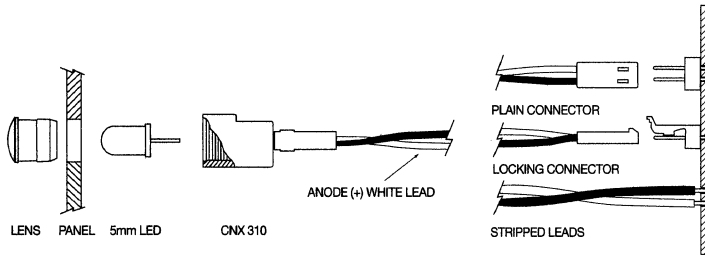 PLAIN CONNECTOR
LOCKING CONNECTOR
ANODE (+) WHITE LEAD
LENS PANEL 5mm LED CNX 310 STRIPPED LEADS